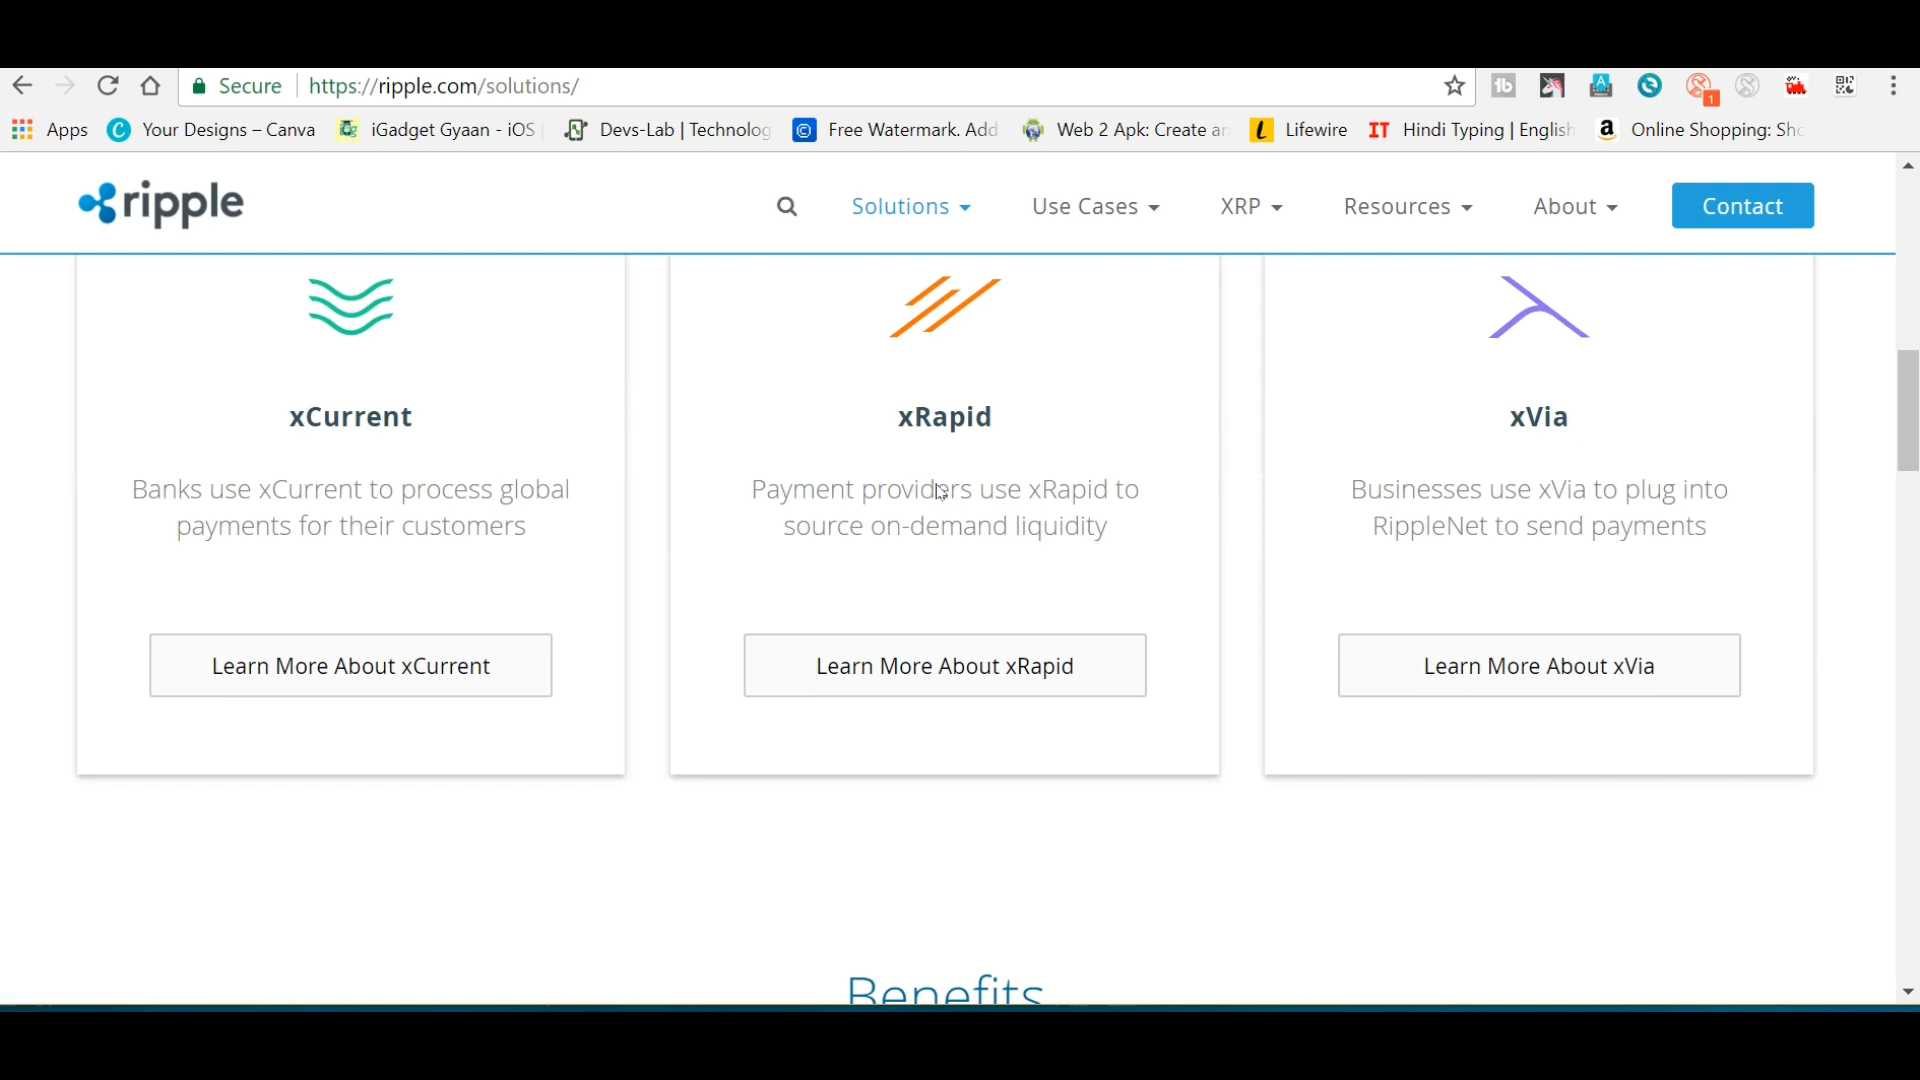 Secure https://ripple.com/solutions/
1
Apps Your Designs – Canva iGadget Gyaan - iOS Devs-Lab | Technolog Free Watermark. Add Web 2 Apk: Create an Lifewire IT Hindi Typing | English Online Shopping: Sho
ripple Solutions Use Cases XRP Resources About Contact
xCurrent xRapid xVia
Banks use xCurrent to process global Payment providers use xRapid to Businesses use xVia to plug into
payments for their customers source on-demand liquidity RippleNet to send payments
Learn More About xCurrent Learn More About xRapid Learn More About xVia
Benefits